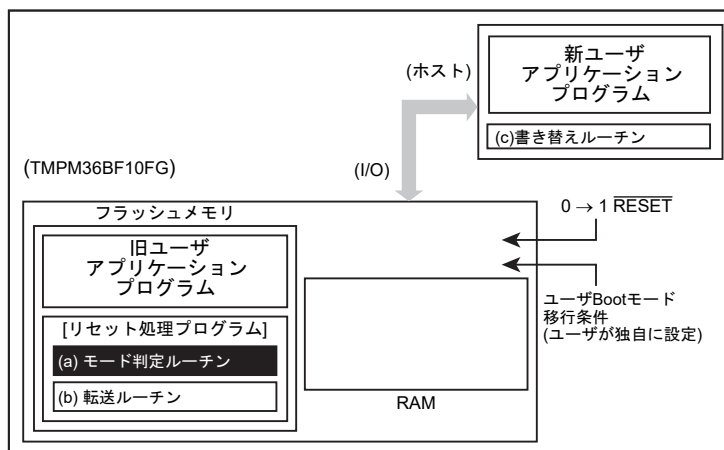 (ホスト)
新ユーザ
アプリケーション
プログラム
(c)書き替えルーチン
(TMPM36BF10FG)
(I/O)
フラッシュメモリ
旧ユーザ
アプリケーション
プログラム
[リセット処理プログラム]
(a) モード判定ルーチン
(b) 転送ルーチン
RAM
0 → 1 RESET
ユーザBootモード
移行条件
(ユーザが独自に設定)